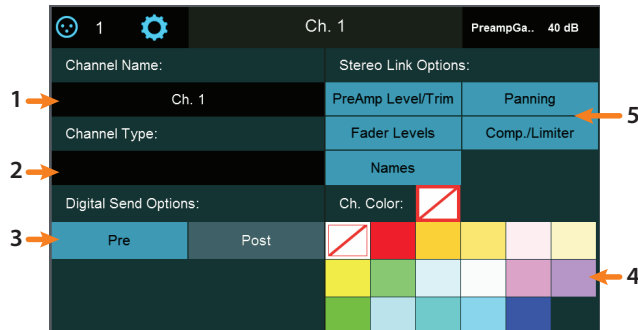 1 Ch. 1 PreampGa.. 40 dB
Channel Name: Stereo Link Options:
1 Ch. 1 PreAmp Level/Trim Panning 5
Channel Type: Fader Levels Comp./Limiter
2 Names
Digital Send Options: Ch. Color:
3 Pre Post
4